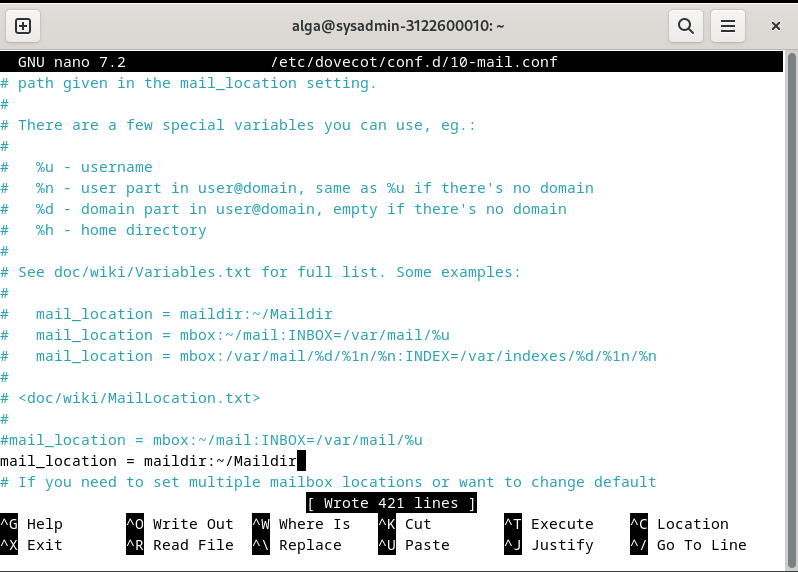 alga@sysadmin-3122600010: ~
GNU nano 7.2 /etc/dovecot/conf.d/10-mail.conf
# path given in the mail_location setting.
#
# There are a few special variables you can use, eg.:
#
#   %u - username
#   %n - user part in user@domain, same as %u if there's no domain
#   %d - domain part in user@domain, empty if there's no domain
#   %h - home directory
#
# See doc/wiki/Variables.txt for full list. Some examples:
#
#   mail_location = maildir:~/Maildir
#   mail_location = mbox:~/mail:INBOX=/var/mail/%u
#   mail_location = mbox:/var/mail/%d/%1n/%n:INDEX=/var/indexes/%d/%1n/%n
#
# <doc/wiki/MailLocation.txt>
#
#mail_location = mbox:~/mail:INBOX=/var/mail/%u
mail_location = maildir:~/Maildir
# If you need to set multiple mailbox locations or want to change default
[ Wrote 421 lines ]
^G Help ^O Write Out ^W Where Is ^K Cut ^T Execute ^C Location
^X Exit ^R Read File ^\ Replace ^U Paste ^J Justify ^/ Go To Line